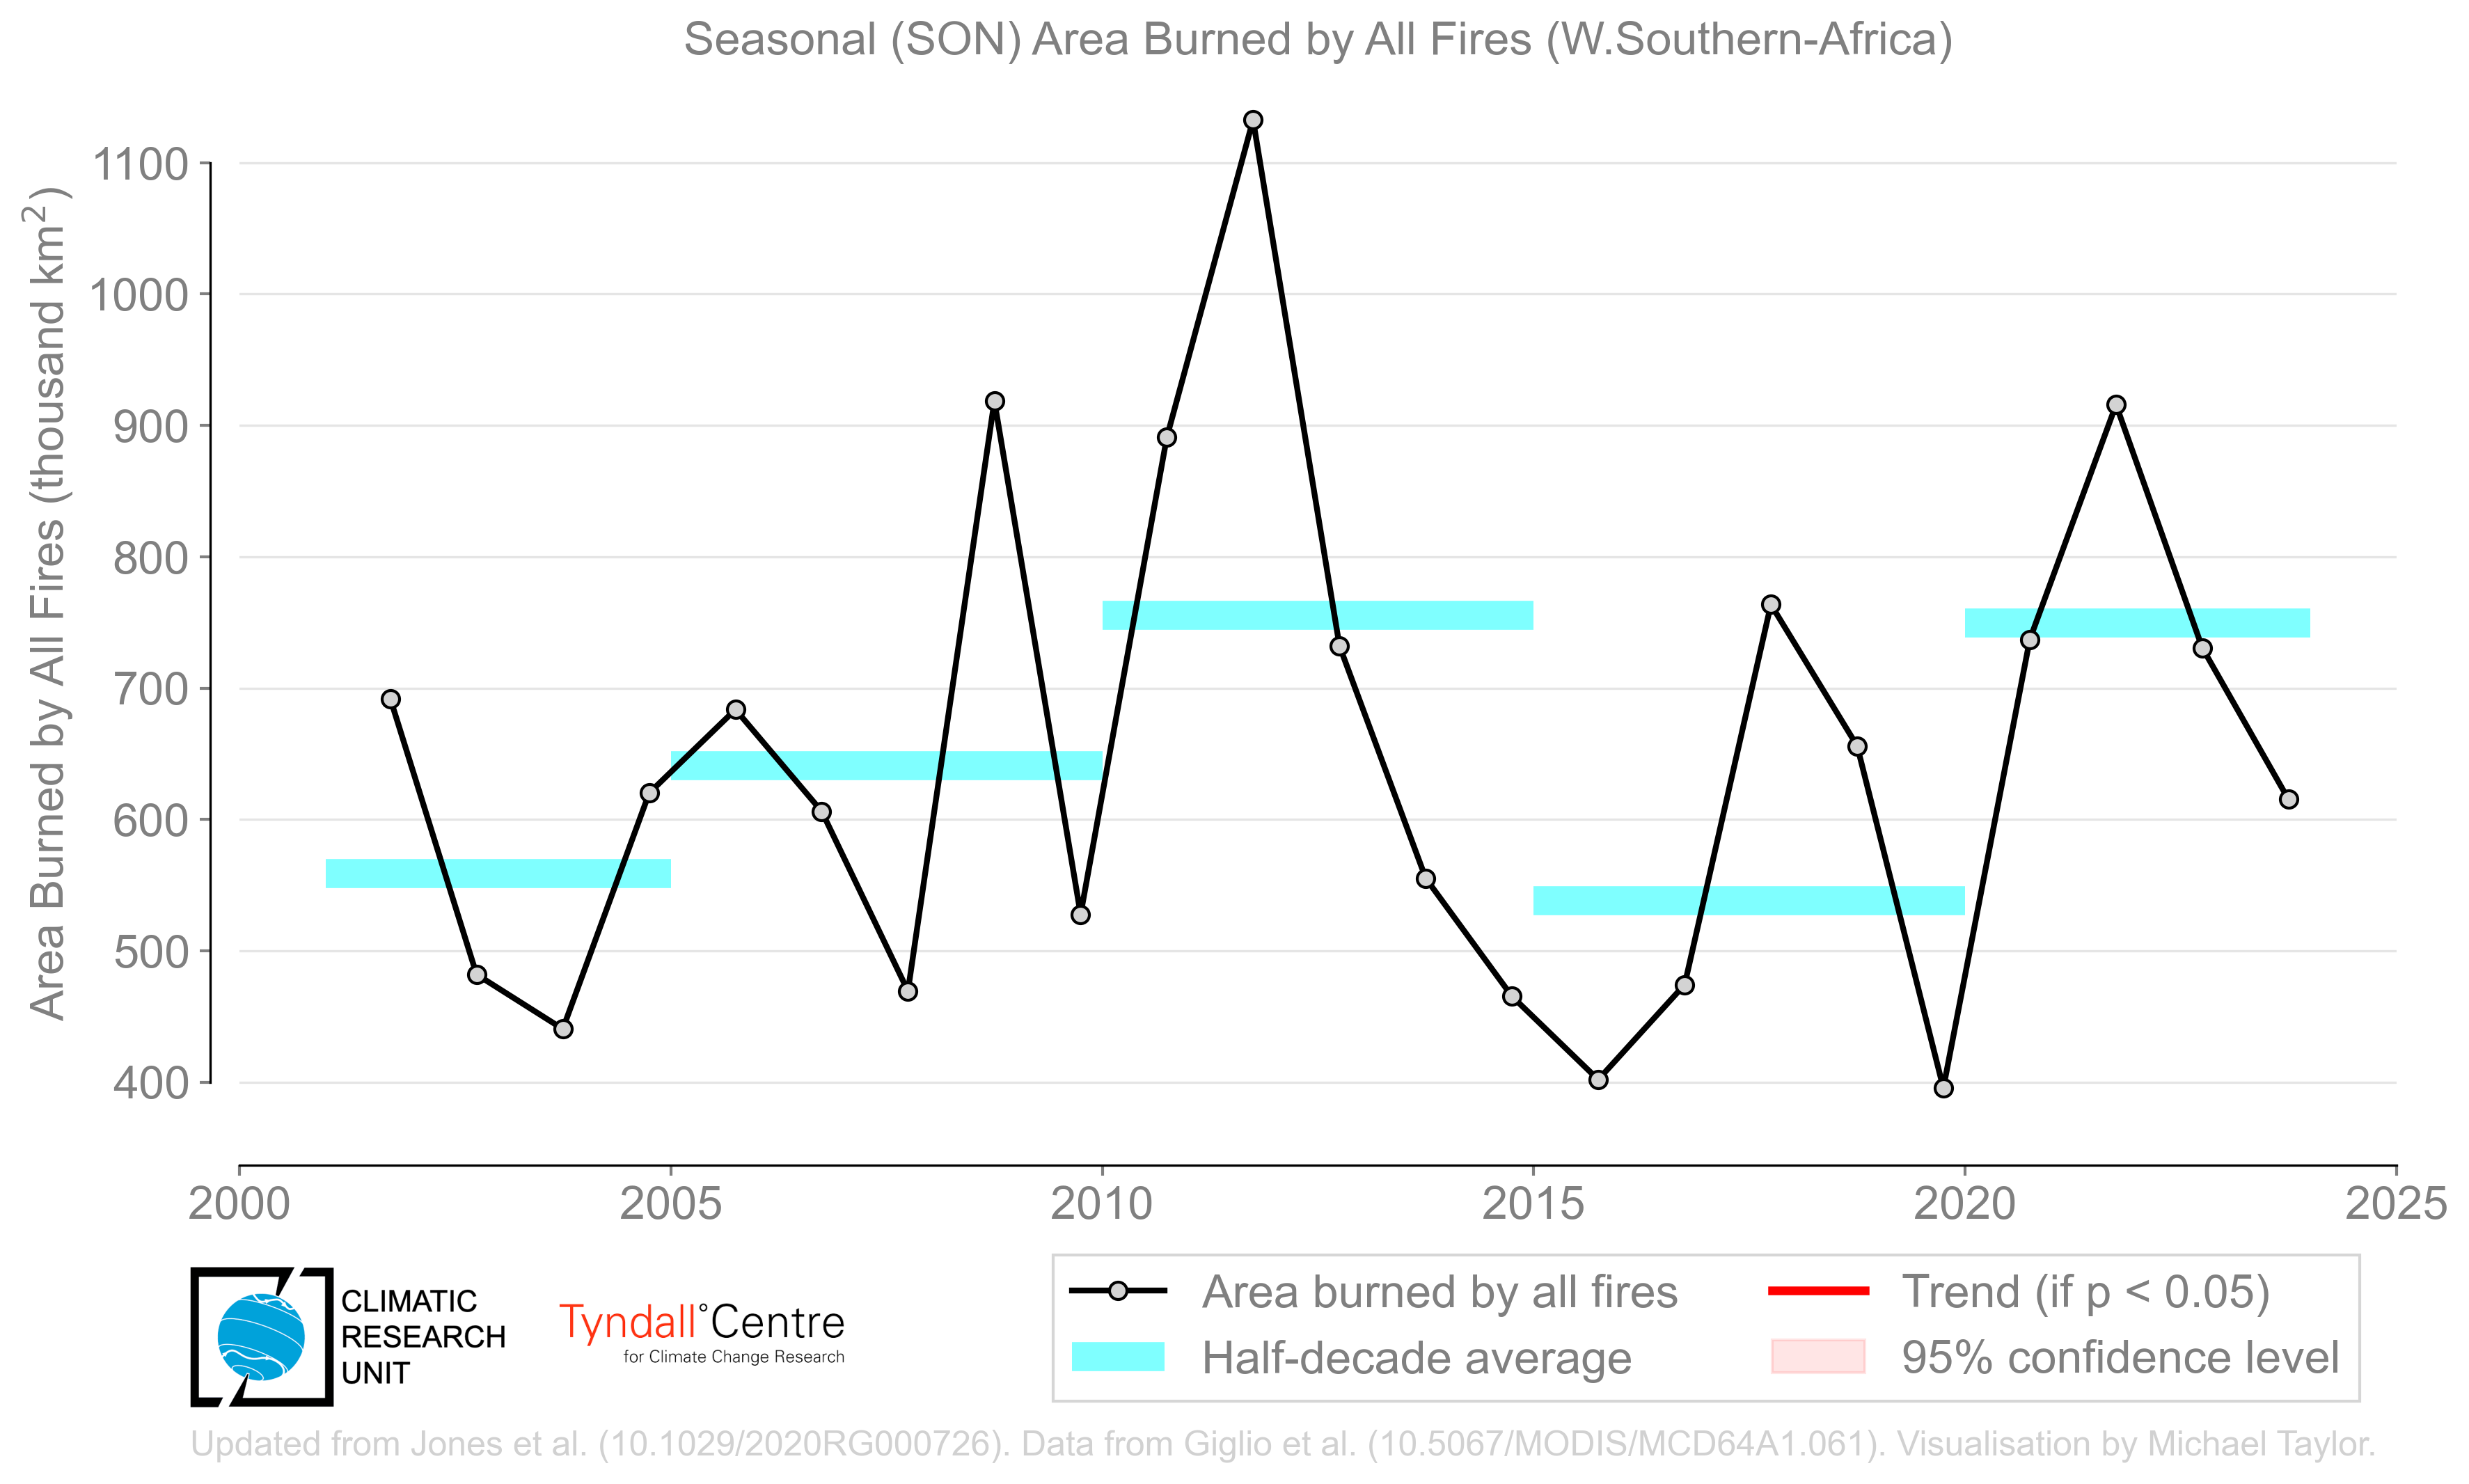 Seasonal (SON) Area Burned by All Fires (W.Southern-Africa)
Area Burned by All Fires (thousand km²)
1100
1000
900
800
700
600
500
400
2000
2005
2010
2015
2020
2025
CLIMATIC
RESEARCH
UNIT
Tyndall°Centre
for Climate Change Research
Area burned by all fires
Half-decade average
Trend (if p < 0.05)
95% confidence level
Updated from Jones et al. (10.1029/2020RG000726). Data from Giglio et al. (10.5067/MODIS/MCD64A1.061). Visualisation by Michael Taylor.